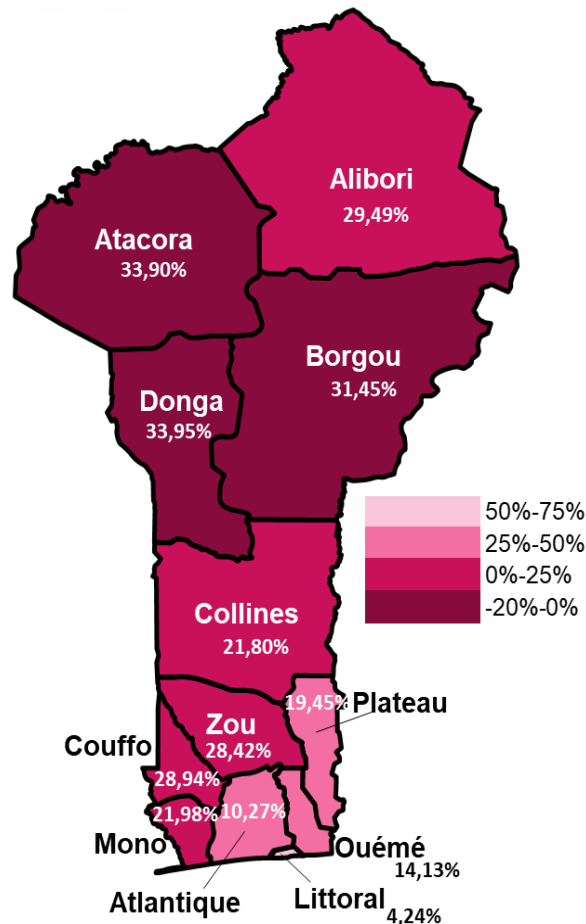 Alibori
29,49%
Atacora
33,90%
Borgou
31,45%
Donga
33,95%
50%-75%
25%-50%
0%-25%
-20%-0%
Collines
21,80%
19,45%
Plateau
Zou
28,42%
Couffo
28,94%
21,98%
10,27%
Mono
Ouémé
14,13%
Atlantique
Littoral
4,24%